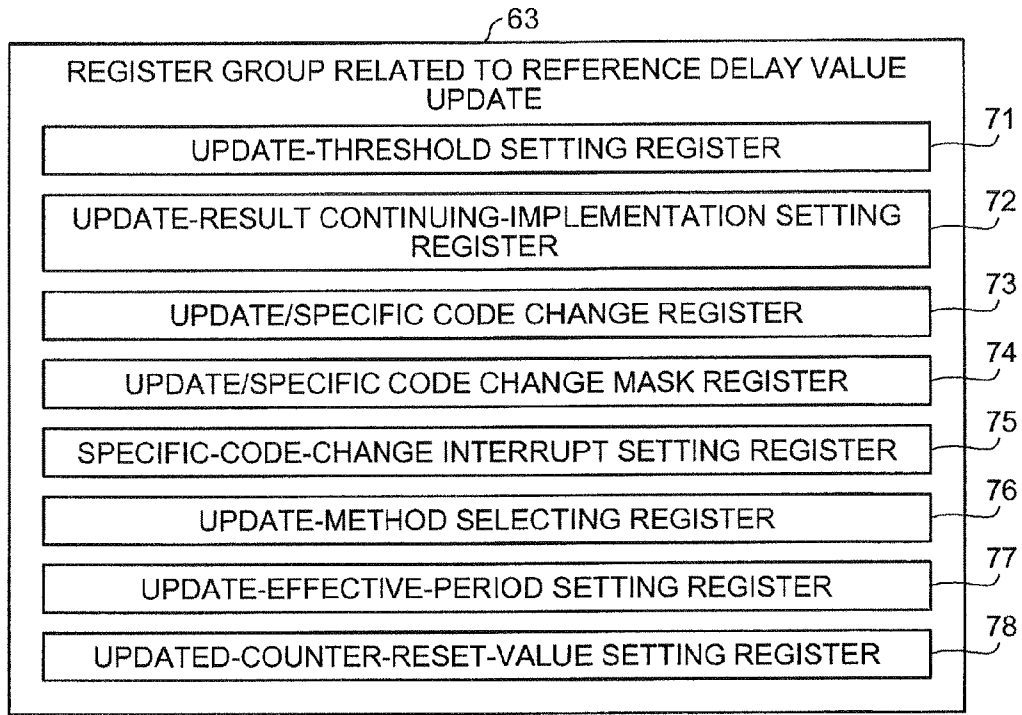 63
REGISTER GROUP RELATED TO REFERENCE DELAY VALUE
UPDATE
71
UPDATE-THRESHOLD SETTING REGISTER
72
UPDATE-RESULT CONTINUING-IMPLEMENTATION SETTING
REGISTER
73
UPDATE/SPECIFIC CODE CHANGE REGISTER
74
UPDATE/SPECIFIC CODE CHANGE MASK REGISTER
75
SPECIFIC-CODE-CHANGE INTERRUPT SETTING REGISTER
76
UPDATE-METHOD SELECTING REGISTER
77
UPDATE-EFFECTIVE-PERIOD SETTING REGISTER
78
UPDATED-COUNTER-RESET-VALUE SETTING REGISTER